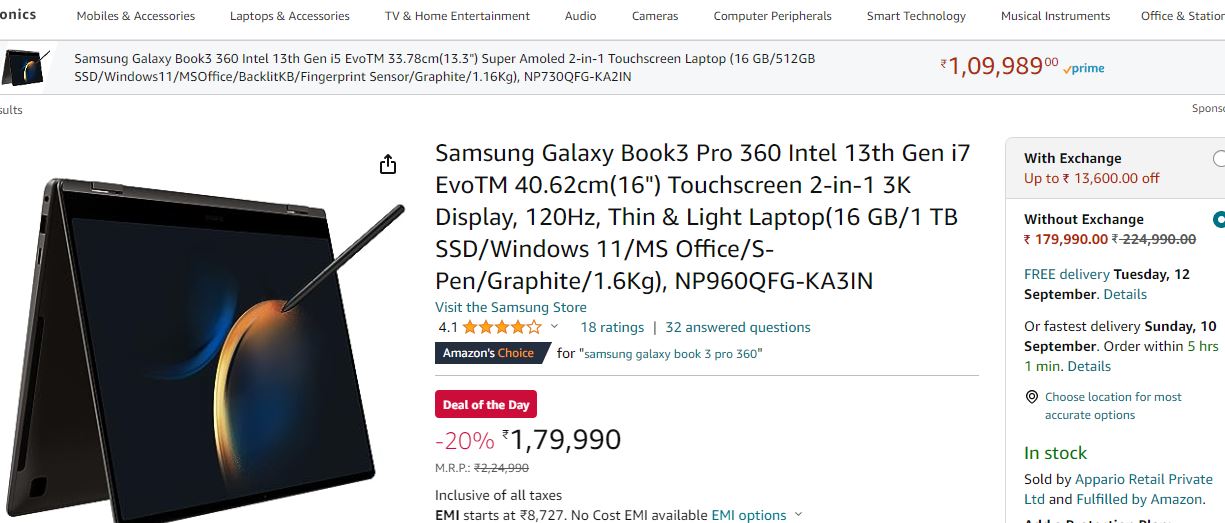 onics
Mobiles & Accessories
Laptops & Accessories
TV & Home Entertainment
Audio
Cameras
Computer Peripherals
Smart Technology
Musical Instruments
Office & Station
Samsung Galaxy Book3 360 Intel 13th Gen i5 EvoTM 33.78cm(13.3") Super Amoled 2-in-1 Touchscreen Laptop (16 GB/512GB
SSD/Windows11/MSOffice/BacklitKB/Fingerprint Sensor/Graphite/1.16Kg), NP730QFG-KA2IN
₹1,09,98900 prime
sults
Sponso
Samsung Galaxy Book3 Pro 360 Intel 13th Gen i7
EvoTM 40.62cm(16") Touchscreen 2-in-1 3K
Display, 120Hz, Thin & Light Laptop(16 GB/1 TB
SSD/Windows 11/MS Office/S-
Pen/Graphite/1.6Kg), NP960QFG-KA3IN
Visit the Samsung Store
4.1 18 ratings | 32 answered questions
Amazon's Choice for "samsung galaxy book 3 pro 360"
Deal of the Day
-20% ₹1,79,990
M.R.P.: ₹2,24,990
Inclusive of all taxes
EMI starts at ₹8,727. No Cost EMI available EMI options
With Exchange
Up to ₹ 13,600.00 off
Without Exchange
₹ 179,990.00 ₹ 224,990.00
FREE delivery Tuesday, 12
September. Details
Or fastest delivery Sunday, 10
September. Order within 5 hrs
1 min. Details
Choose location for most
accurate options
In stock
Sold by Appario Retail Private
Ltd and Fulfilled by Amazon.